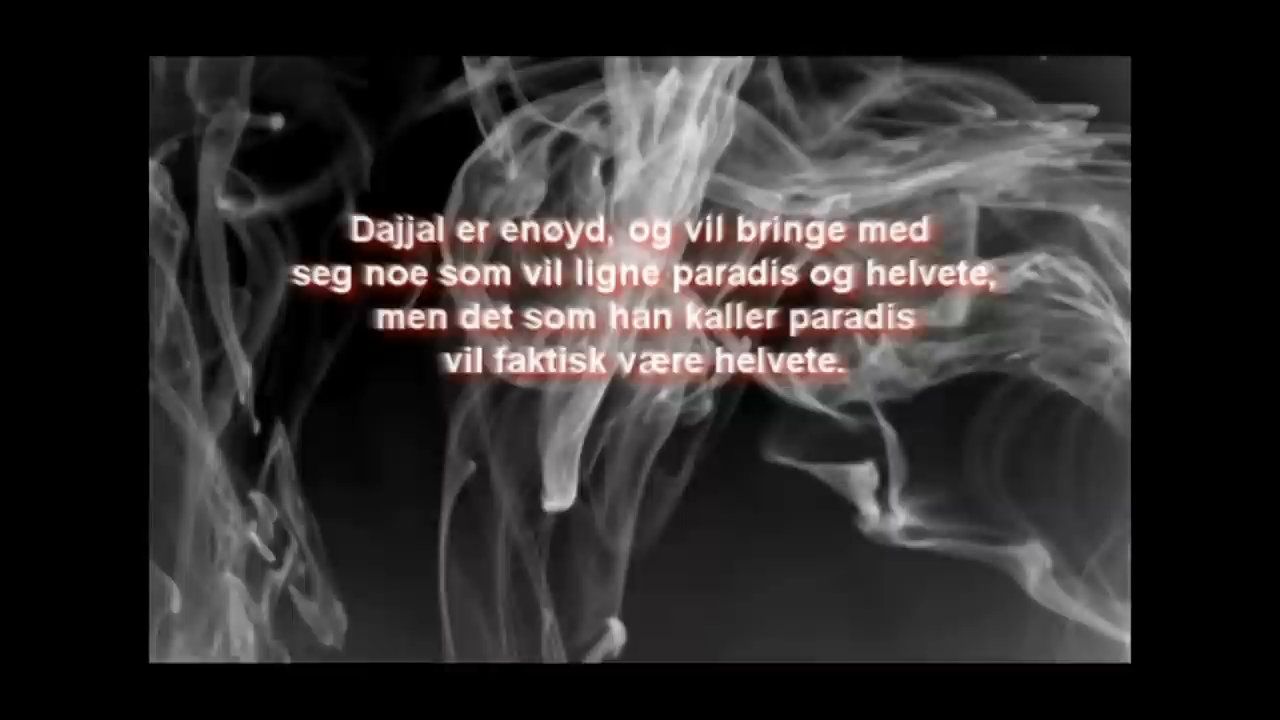 Dajjal er enøyd, og vil bringe med
seg noe som vil ligne paradis og helvete,
men det som han kaller paradis
vil faktisk være helvete.